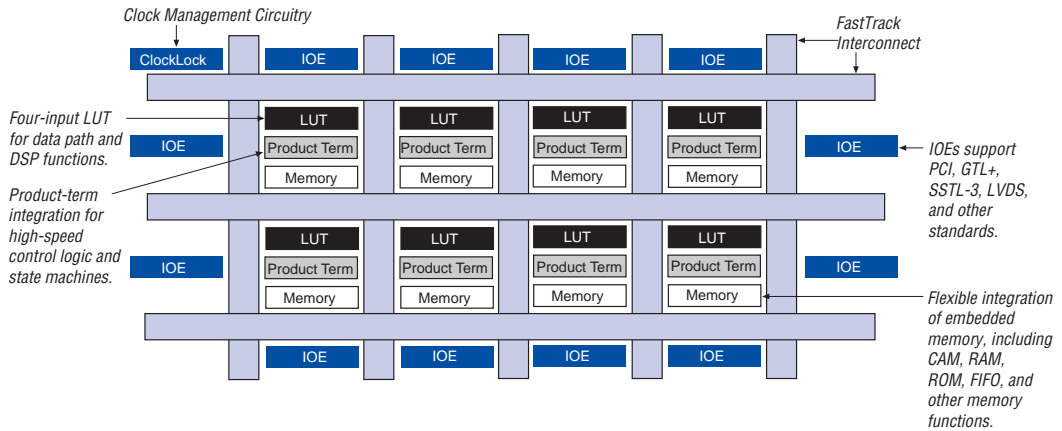 Clock Management Circuitry
FastTrack
Interconnect
ClockLock
IOE
IOE
IOE
IOE
Four-input LUT
for data path and
DSP functions.
LUT
LUT
LUT
LUT
IOE
Product Term
Product Term
Product Term
Product Term
IOE
IOEs support
PCI, GTL+,
SSTL-3, LVDS,
and other
standards.
Memory
Memory
Memory
Memory
Product-term
integration for
high-speed
control logic and
state machines.
LUT
LUT
LUT
LUT
IOE
Product Term
Product Term
Product Term
Product Term
IOE
Memory
Memory
Memory
Memory
Flexible integration
of embedded
memory, including
CAM, RAM,
ROM, FIFO, and
other memory
functions.
IOE
IOE
IOE
IOE